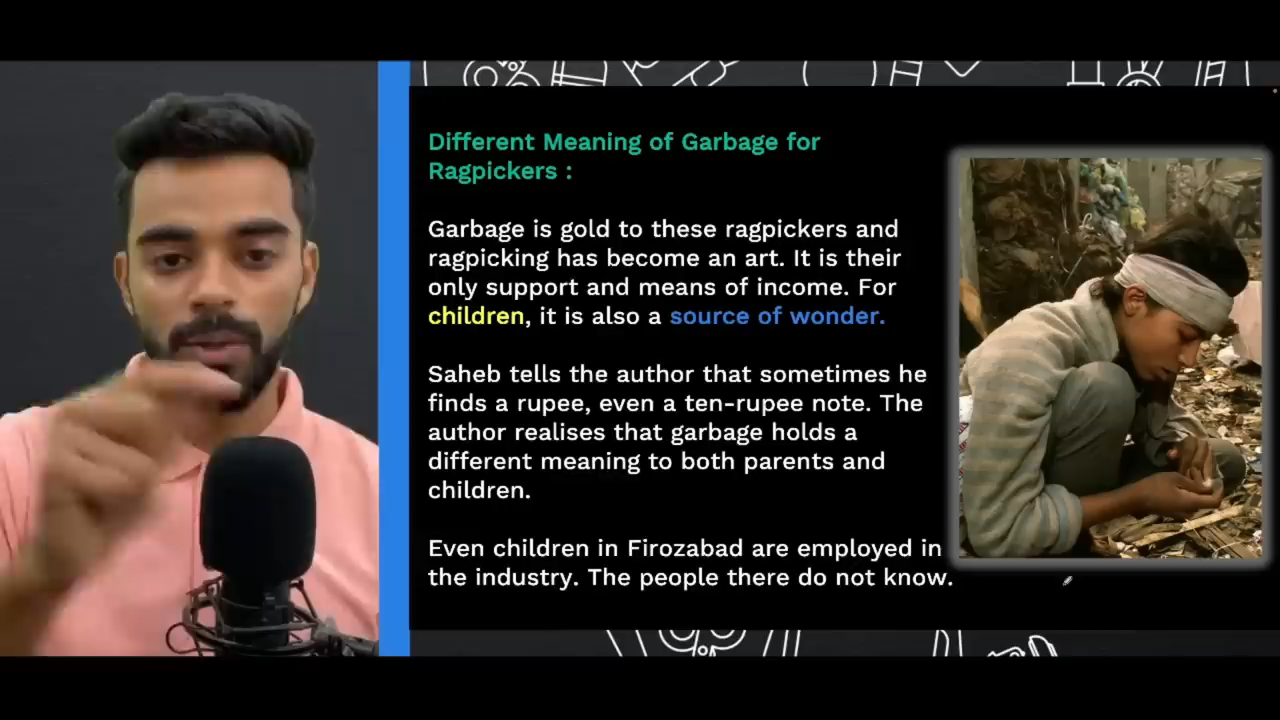 Different Meaning of Garbage for
Ragpickers :
Garbage is gold to these ragpickers and
ragpicking has become an art. It is their
only support and means of income. For
children, it is also a source of wonder.
Saheb tells the author that sometimes he
finds a rupee, even a ten-rupee note. The
author realises that garbage holds a
different meaning to both parents and
children.
Even children in Firozabad are employed in
the industry. The people there do not know.